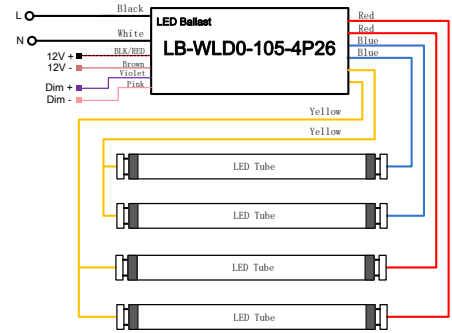 L
Black
N
White
12V +
BLK/RED
12V -
Brown
Dim +
Violet
Dim -
Pink
LED Ballast
LB-WLD0-105-4P26
Red
Red
Blue
Blue
Yellow
Yellow
LED Tube
LED Tube
LED Tube
LED Tube